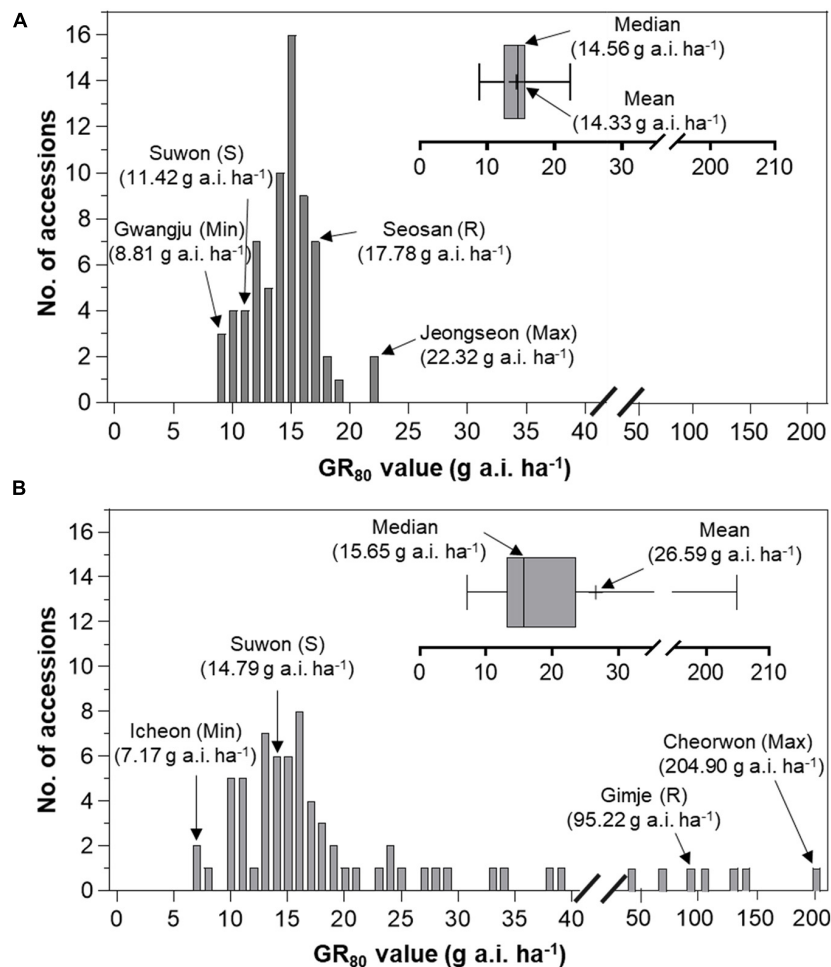 A
No. of accessions
16
14
12
10
8
6
4
2
0
Suwon (S)
(11.42 g a.i. ha⁻¹)
Gwangju (Min)
(8.81 g a.i. ha⁻¹)
Seosan (R)
(17.78 g a.i. ha⁻¹)
Jeongseon (Max)
(22.32 g a.i. ha⁻¹)
Median
(14.56 g a.i. ha⁻¹)
Mean
(14.33 g a.i. ha⁻¹)
0 10 20 30 200 210
0 5 10 15 20 25 30 35 40 50 100 150 200
GR₈₀ value (g a.i. ha⁻¹)
B
No. of accessions
16
14
12
10
8
6
4
2
0
Median
(15.65 g a.i. ha⁻¹)
Mean
(26.59 g a.i. ha⁻¹)
0 10 20 30 200 210
Suwon (S)
(14.79 g a.i. ha⁻¹)
Icheon (Min)
(7.17 g a.i. ha⁻¹)
Cheorwon (Max)
(204.90 g a.i. ha⁻¹)
Gimje (R)
(95.22 g a.i. ha⁻¹)
0 5 10 15 20 25 30 35 40 50 100 150 200
GR₈₀ value (g a.i. ha⁻¹)